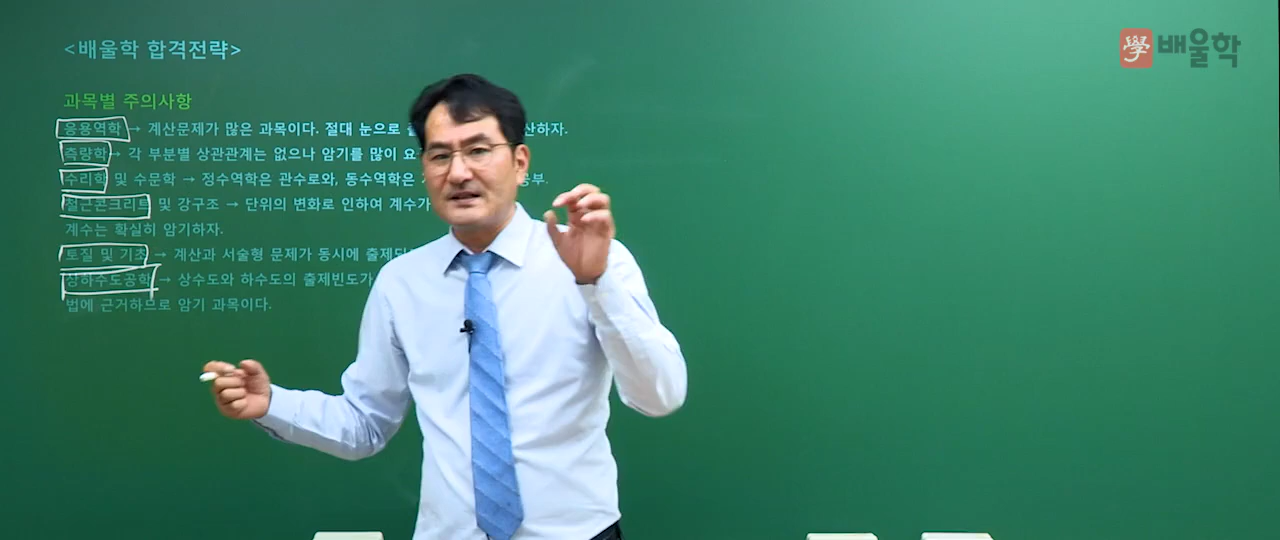 <배울학 합격전략>
學 배울학
과목별 주의사항
응용역학 → 계산문제가 많은 과목이다. 절대 눈으로 산하자.
측량학 → 각 부분별 상관관계는 없으나 암기를 많이 요
수리학 및 수문학 → 정수역학은 관수로와, 동수역학은
철근콘크리트 및 강구조 → 단위의 변화로 인하여 계수가
계수는 확실히 암기하자.
토질 및 기초 → 계산과 서술형 문제가 동시에 출제되
상하수도공학 → 상수도와 하수도의 출제빈도가
법에 근거하므로 암기 과목이다.